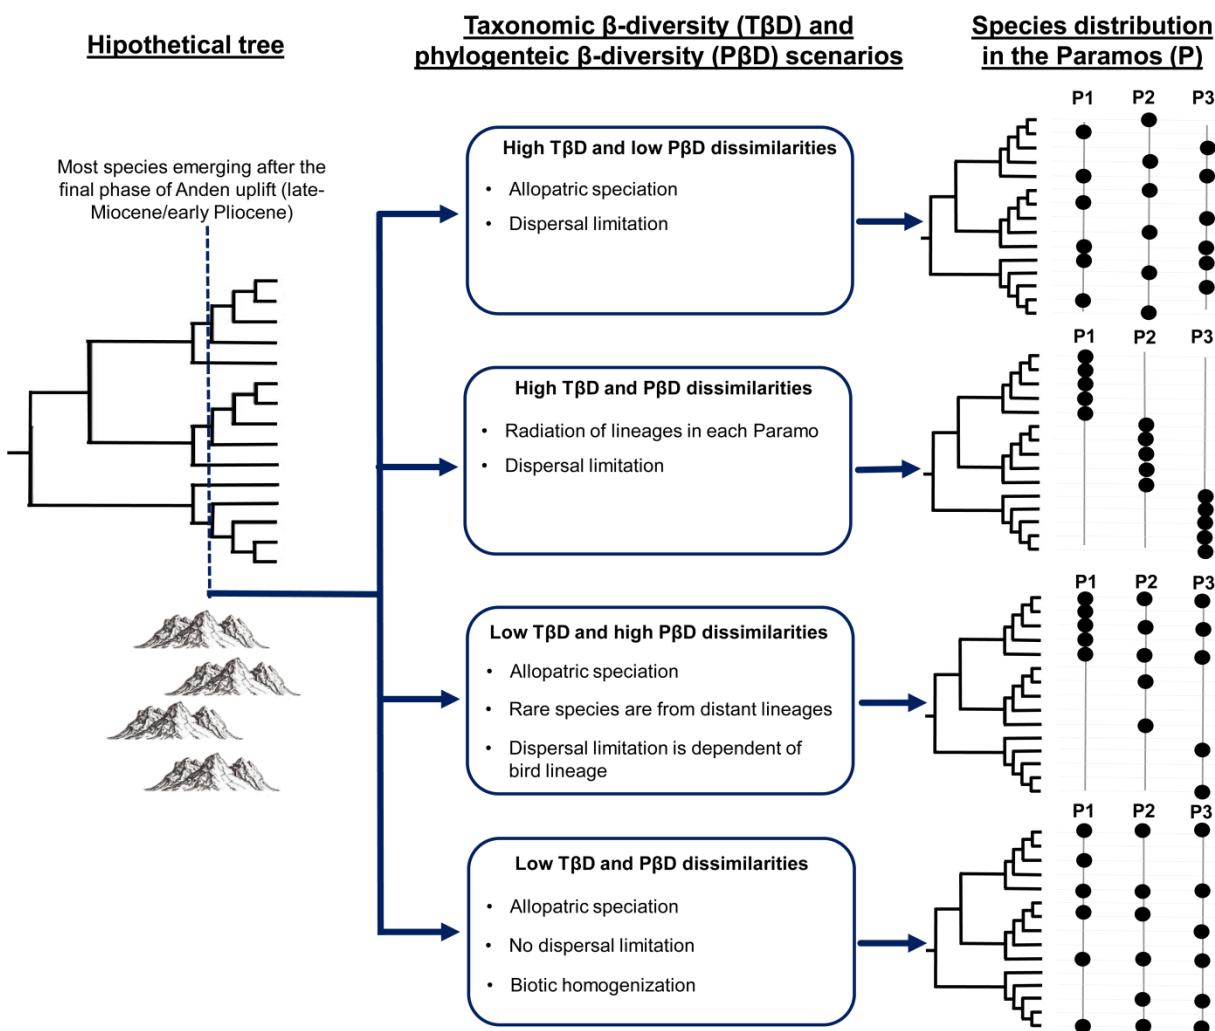 Hipothetical tree
Taxonomic β-diversity (TβD) and
phylogenteic β-diversity (PβD) scenarios
Species distribution
in the Paramos (P)
Most species emerging after the
final phase of Anden uplift (late-
Miocene/early Pliocene)
High TβD and low PβD dissimilarities
• Allopatric speciation
• Dispersal limitation
P1 P2 P3
High TβD and PβD dissimilarities
• Radiation of lineages in each Paramo
• Dispersal limitation
P1 P2 P3
Low TβD and high PβD dissimilarities
• Allopatric speciation
• Rare species are from distant lineages
• Dispersal limitation is dependent of
bird lineage
P1 P2 P3
Low TβD and PβD dissimilarities
• Allopatric speciation
• No dispersal limitation
• Biotic homogenization
P1 P2 P3